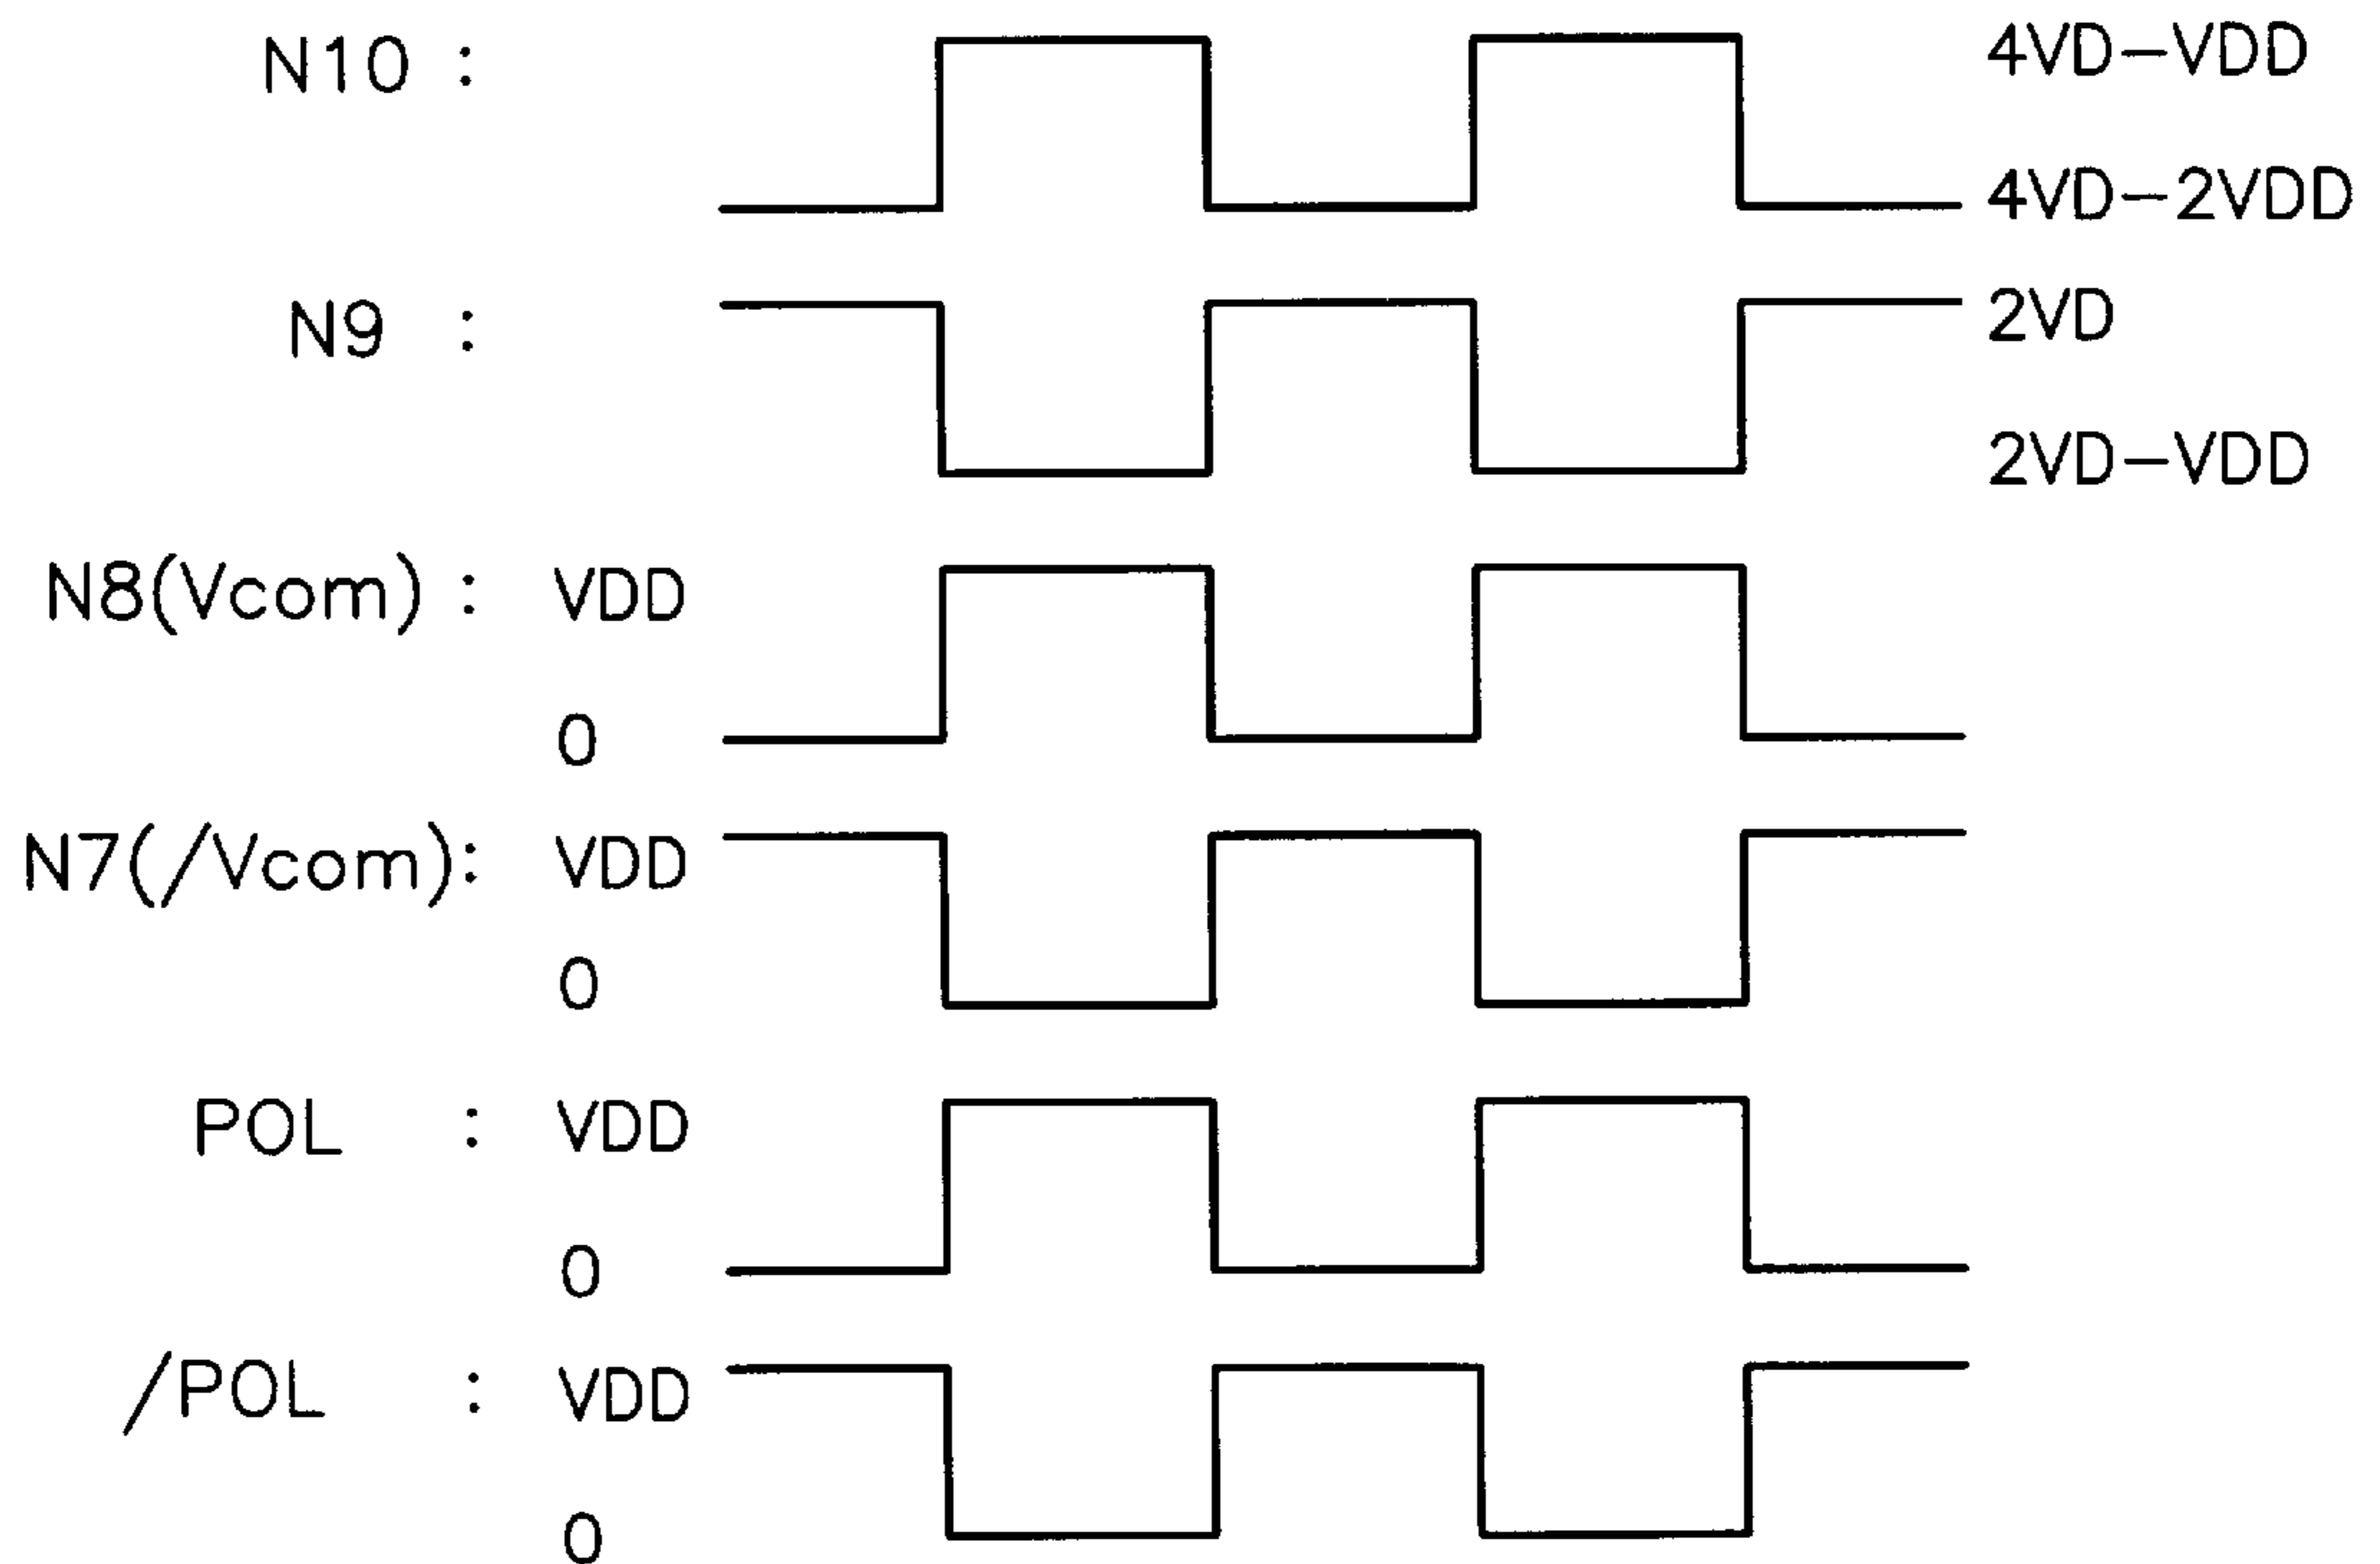 N10 : 4VD-VDD
4VD-2VDD
N9 : 2VD
2VD-VDD
N8(Vcom) : VDD
0
N7(/Vcom): VDD
0
POL : VDD
0
/POL : VDD
0